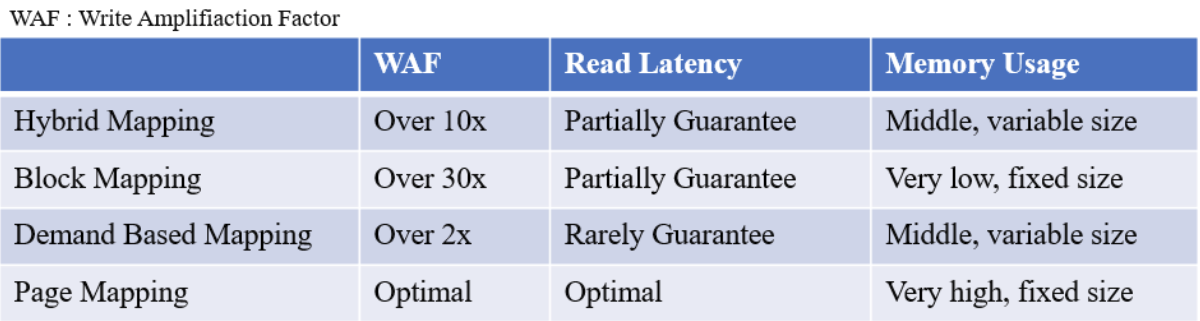 WAF : Write Amplifiaction Factor
WAF Read Latency Memory Usage
Hybrid Mapping Over 10x Partially Guarantee Middle, variable size
Block Mapping Over 30x Partially Guarantee Very low, fixed size
Demand Based Mapping Over 2x Rarely Guarantee Middle, variable size
Page Mapping Optimal Optimal Very high, fixed size